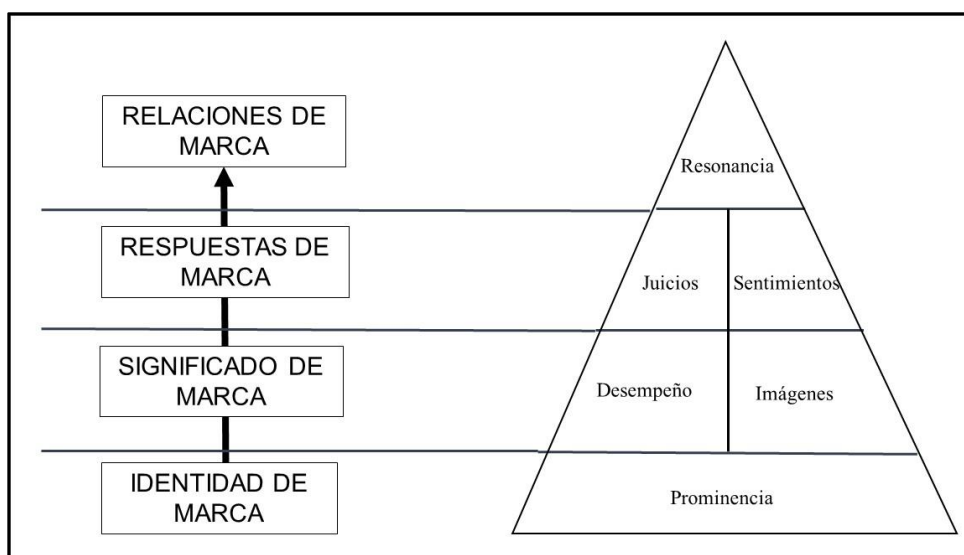 RELACIONES DE
MARCA
Resonancia
RESPUESTAS DE
MARCA
Juicios
Sentimientos
SIGNIFICADO DE
MARCA
Desempeño
Imágenes
IDENTIDAD DE
MARCA
Prominencia